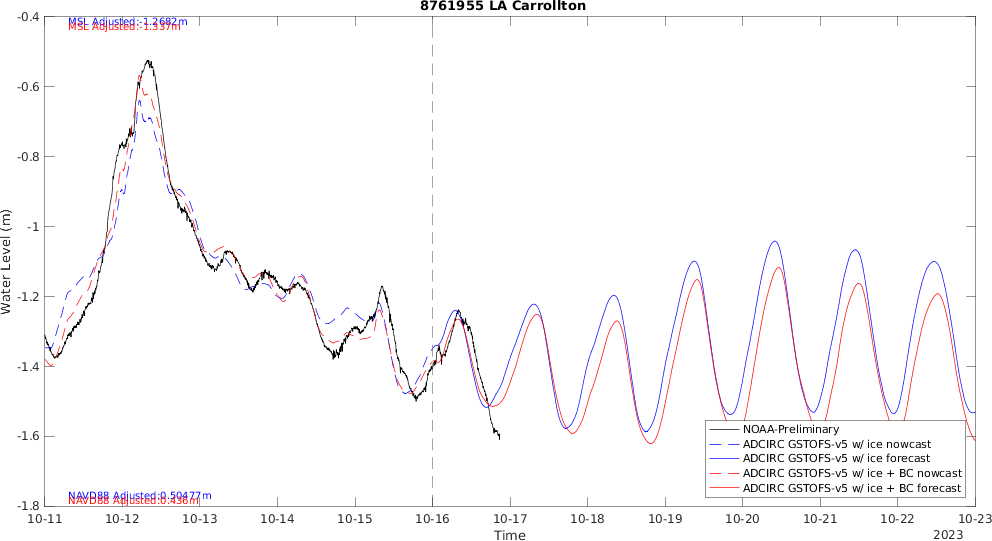 8761955 LA Carrollton
-0.4
MSL Adjusted:-1.2682m
MSL Adjusted:-1.337m
-0.6
-0.8
-1
Water Level (m)
-1.2
-1.4
-1.6
NOAA-Preliminary
ADCIRC GSTOFS-v5 w/ ice nowcast
ADCIRC GSTOFS-v5 w/ ice forecast
ADCIRC GSTOFS-v5 w/ ice + BC nowcast
ADCIRC GSTOFS-v5 w/ ice + BC forecast
NAVD88 Adjusted:0.50477m
NAVD88 Adjusted:0.436m
-1.8
10-11 10-12 10-13 10-14 10-15 10-16 10-17 10-18 10-19 10-20 10-21 10-22 10-23
Time
2023